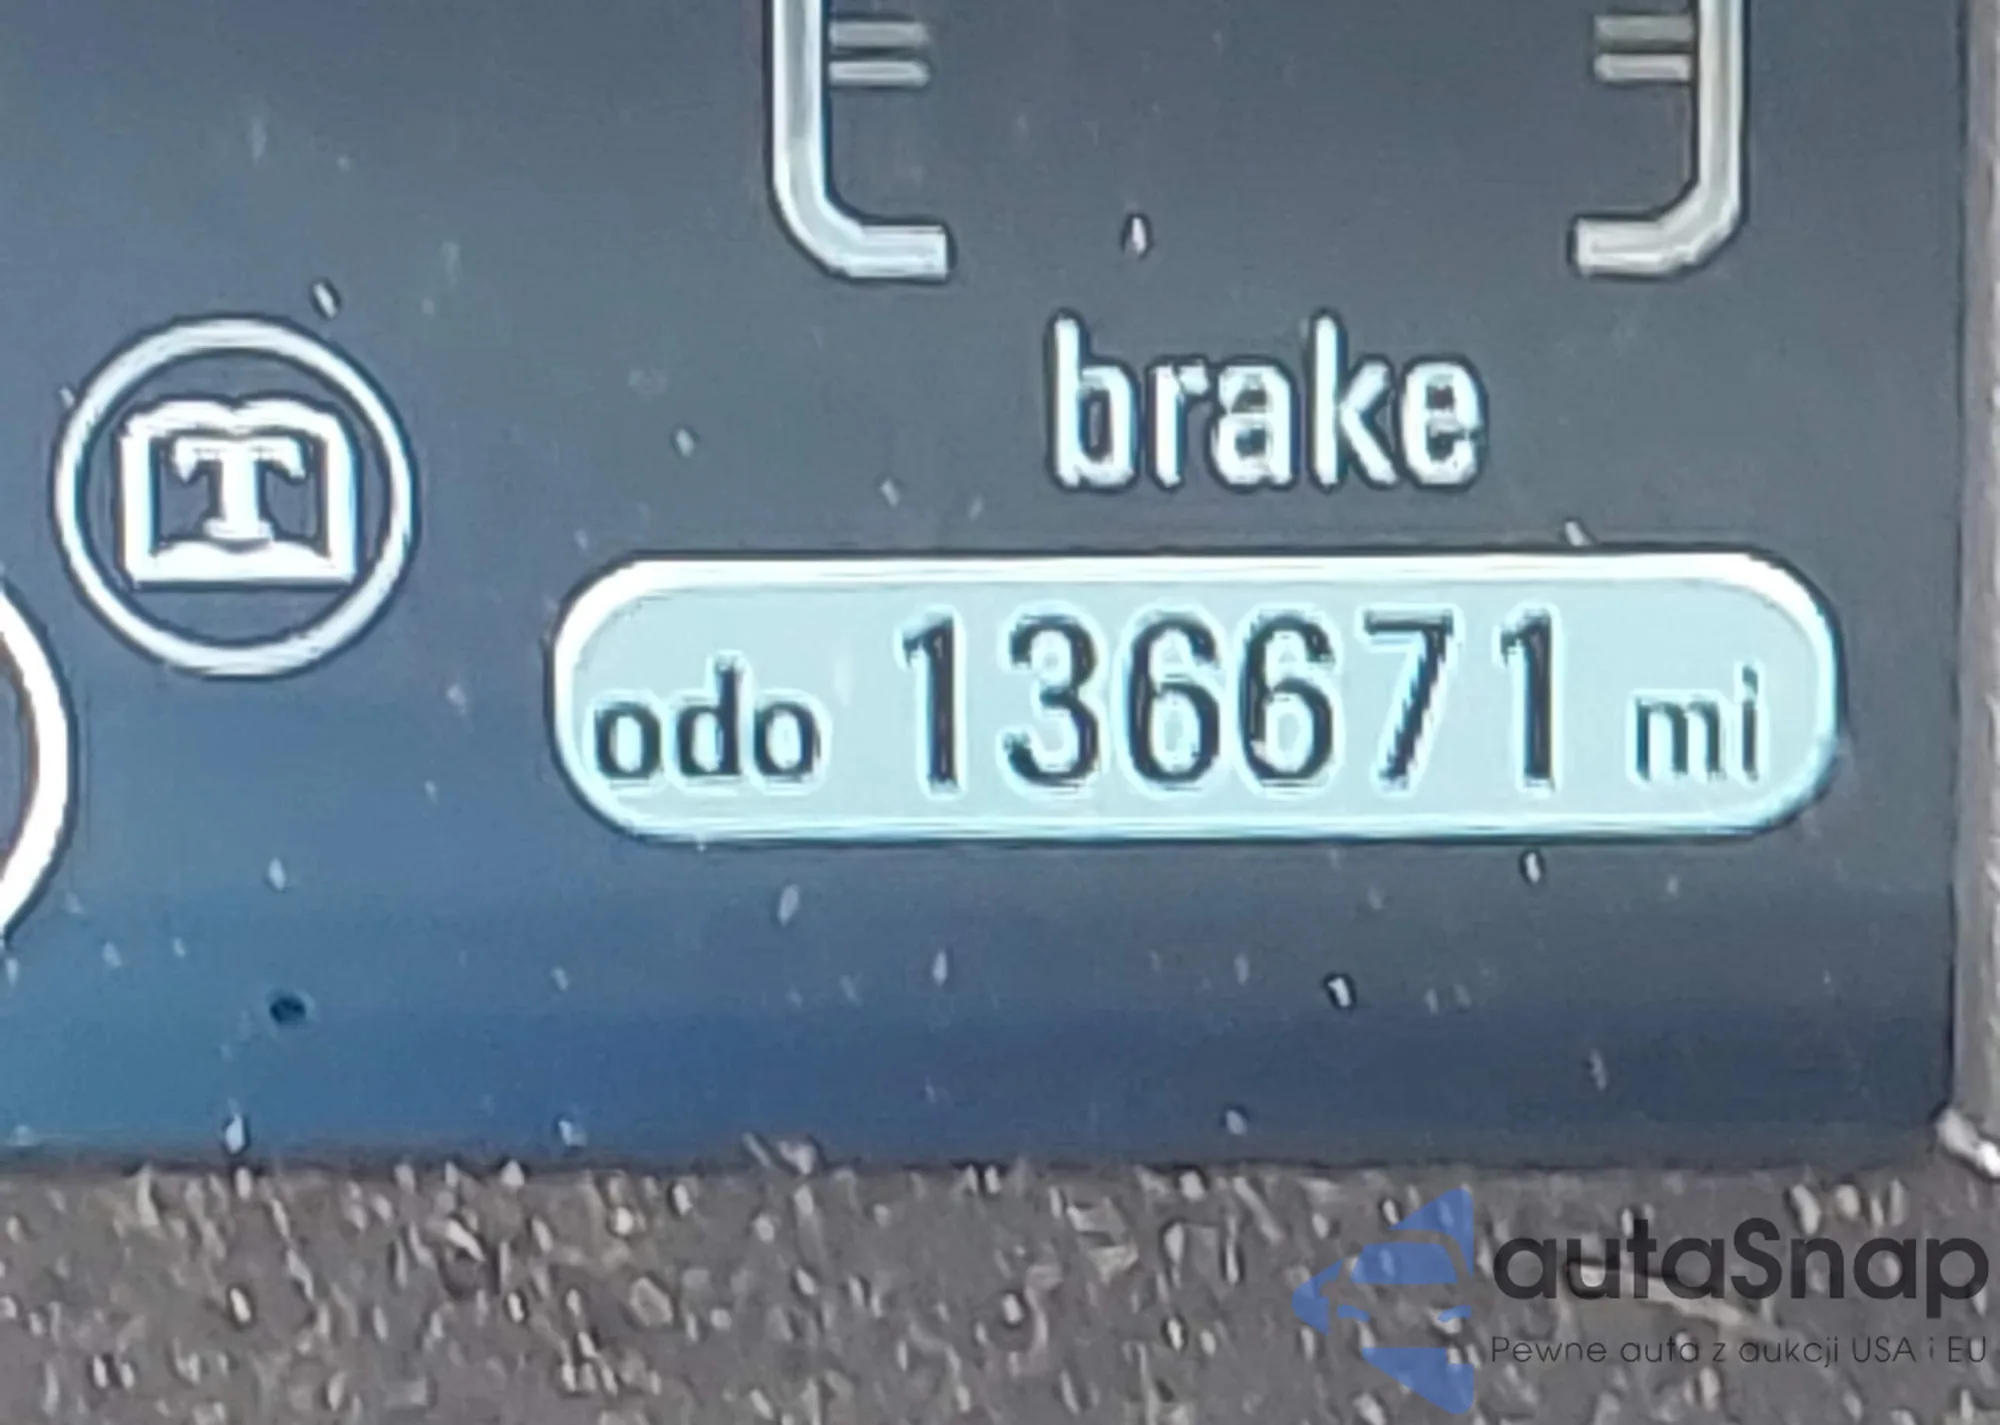 T
brake
odo 136671 mi
autaSnap
Pewne auta z aukcji USA i EU